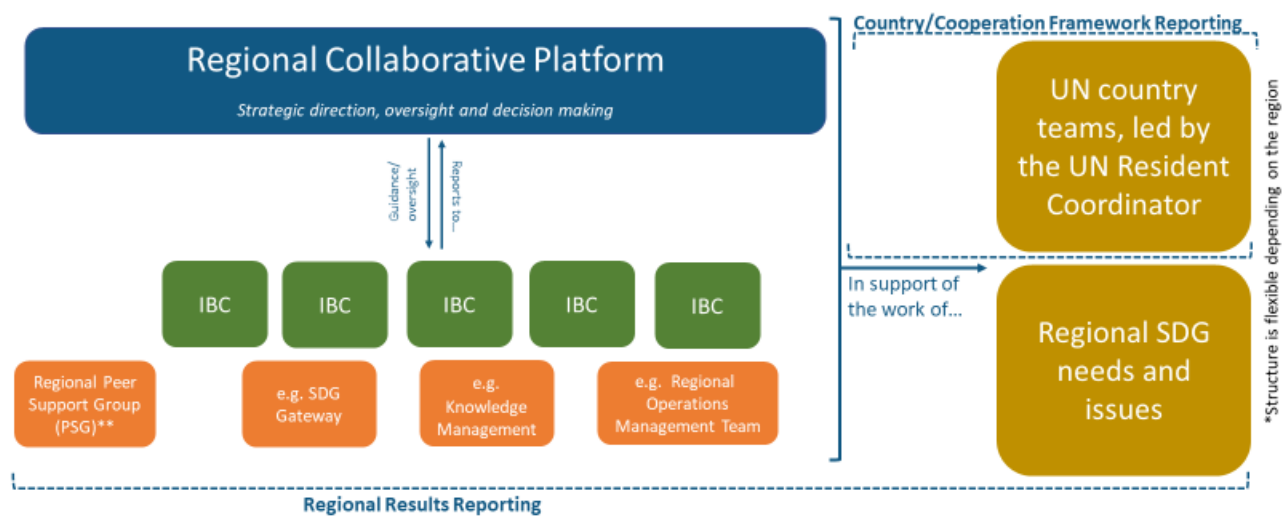 Country/Cooperation Framework Reporting
Regional Collaborative Platform
Strategic direction, oversight and decision making
Guidance/
oversight
Reports to...
IBC
IBC
IBC
IBC
IBC
Regional Peer
Support Group
(PSG)**
e.g. SDG
Gateway
e.g.
Knowledge
Management
e.g. Regional
Operations
Management Team
In support of
the work of...
UN country
teams, led by
the UN Resident
Coordinator
Regional SDG
needs and
issues
*Structure is flexible depending on the region
Regional Results Reporting